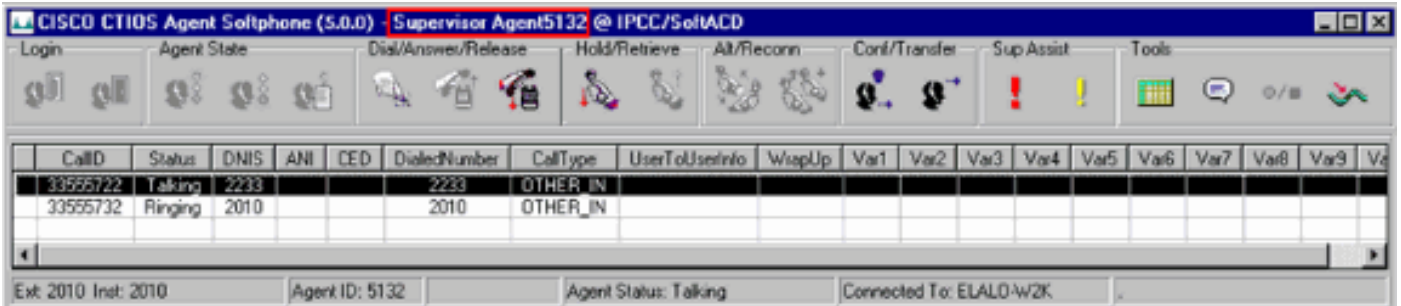 CISCO CTIOS Agent Softphone (5.0.0) - Supervisor Agent5132 @ IPCC/SoftACD
Login Agent State Dial/Answer/Release Hold/Retrieve Alt/Reconn Conf/Transfer Sup Assist Tools
CallID Status DNIS ANI CED DialedNumber CallType UserToUserInfo WrapUp Var1 Var2 Var3 Var4 Var5 Var6 Var7 Var8 Var9 Va
33555722 Talking 2233 2233 OTHER_IN
33555732 Ringing 2010 2010 OTHER_IN
Ext: 2010 Inst: 2010 Agent ID: 5132 Agent Status: Talking Connected To: ELALO-W2K .